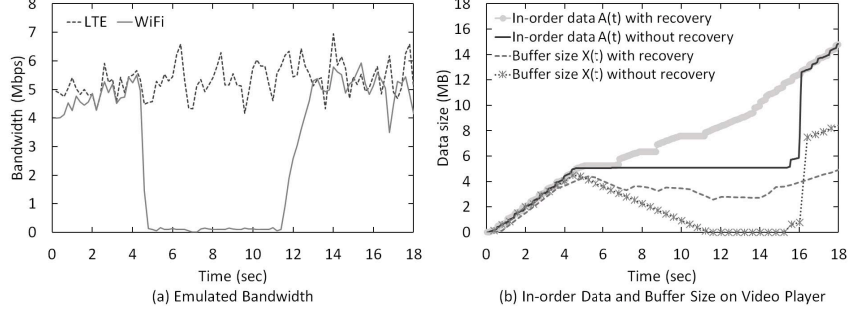 8
7
6
5
4
3
2
1
0
Bandwidth (Mbps)
LTE WiFi
0 2 4 6 8 10 12 14 16 18
Time (sec)
(a) Emulated Bandwidth
18
16
14
12
10
8
6
4
2
0
Data size (MB)
In-order data A(t) with recovery
In-order data A(t) without recovery
Buffer size X(:) with recovery
Buffer size X(:) without recovery
0 2 4 6 8 10 12 14 16 18
Time (sec)
(b) In-order Data and Buffer Size on Video Player